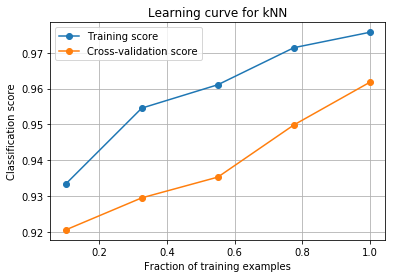 Learning curve for kNN
Training score
Cross-validation score
Classification score
0.97
0.96
0.95
0.94
0.93
0.92
0.2 0.4 0.6 0.8 1.0
Fraction of training examples